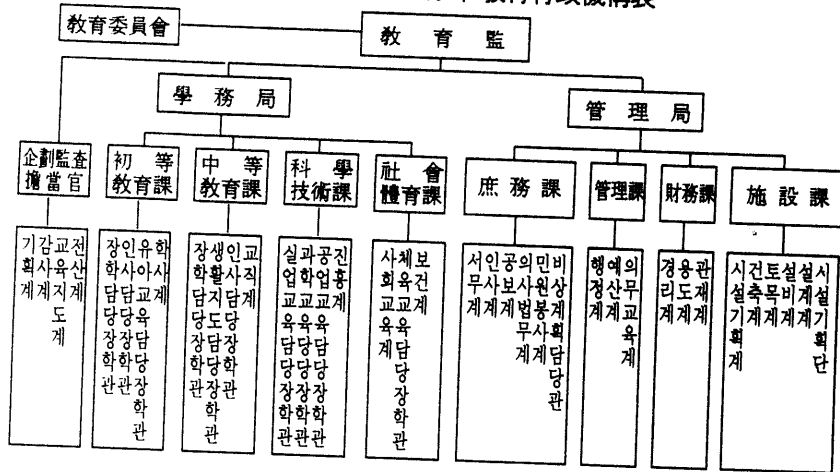 教育委員會
教育監
學務局
管理局
企劃監査
擔當官
初等
教育課
中等
教育課
科學
技術課
社會
體育課
庶務課
管理課
財務課
施設課
기획계
감사계
교육지도계
전산계
장학담당장학관
인사담당장학관
유아교육담당장학관
학사계
장학담당장학관
생활지도담당장학관
인사담당장학관
교직계
실업교육담당장학관
과학교육담당장학관
공업교육담당장학관
진흥계
사회교육계
체육교육담당장학관
보건계
서무계
인사계
공보계
의사법무계
민원봉사계
비상계획담당관
행정계
예산계
의무교육계
경리계
용도계
관재계
시설기획계
건축계
토목계
설비계
설계계
시설기획단